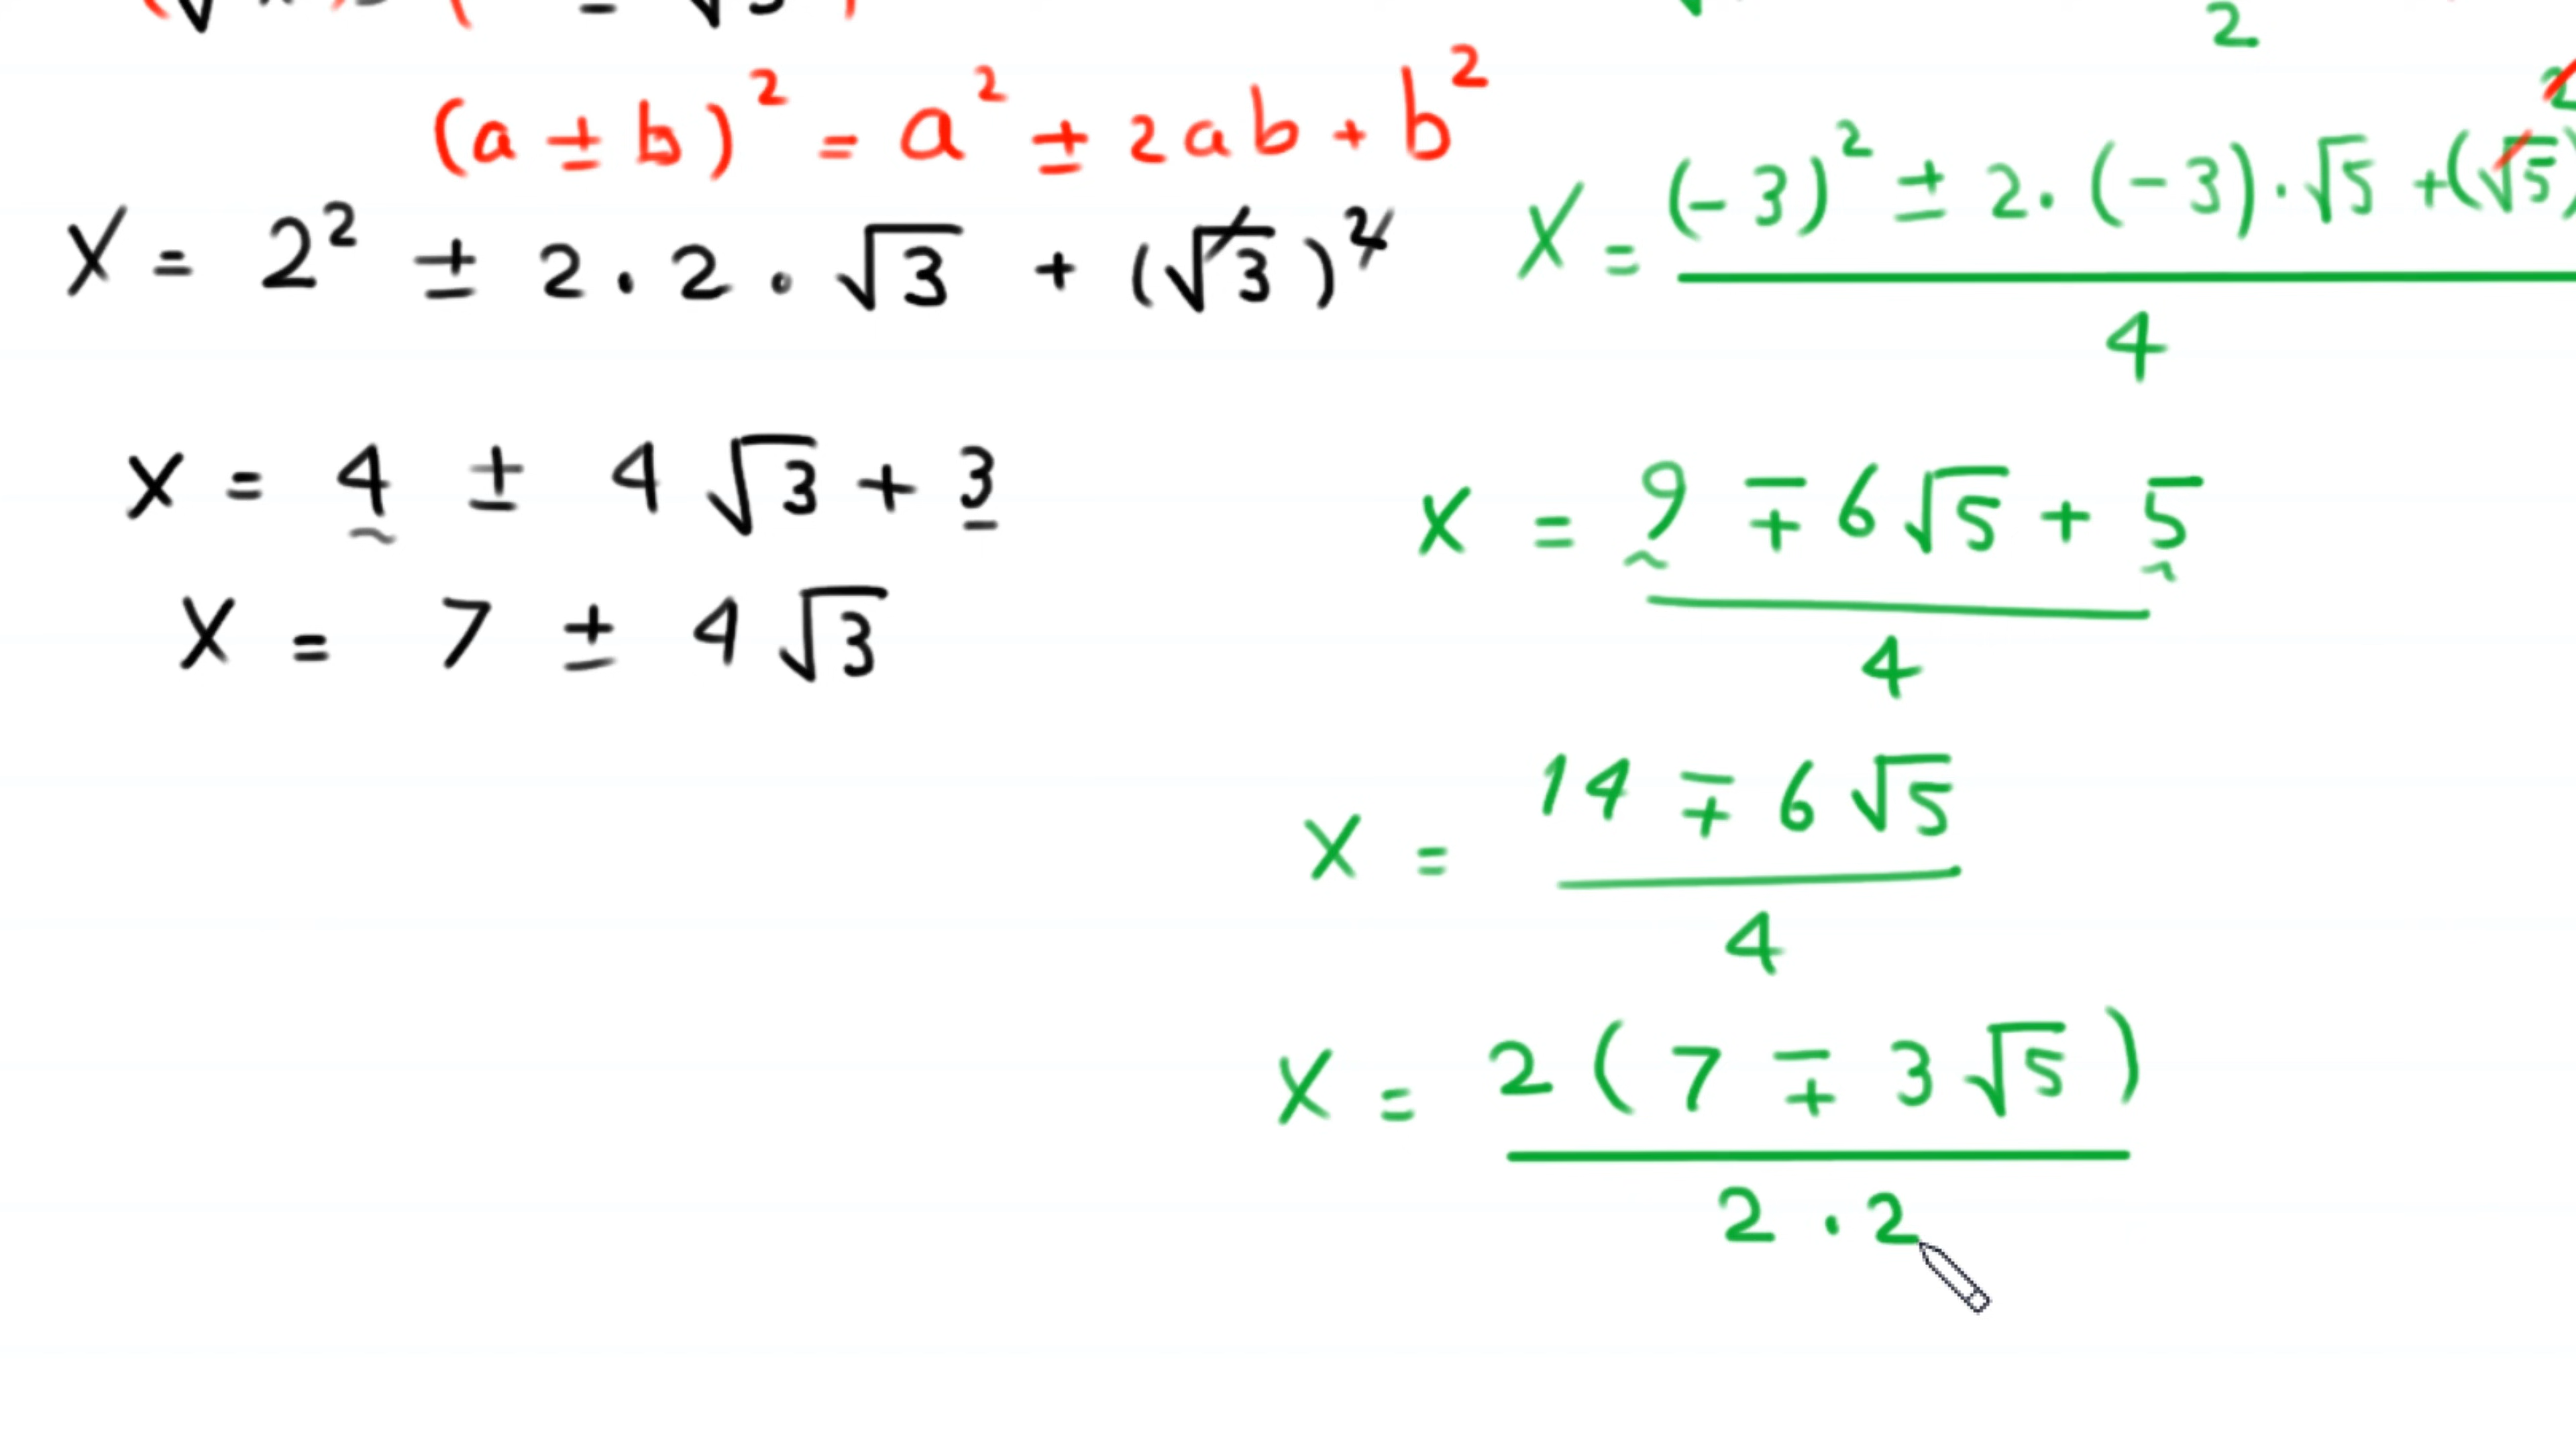 2
(a ± b)² = a² ± 2ab + b²
x = 2² ± 2 · 2 · √3 + (√3)²
x = 4 ± 4√3 + 3
x = 7 ± 4√3
x = ((-3)² ± 2 · (-3) · √5 + (√5)²)/4
x = (9 ∓ 6√5 + 5)/4
x = (14 ∓ 6√5)/4
x = 2(7 ∓ 3√5)/(2 · 2)